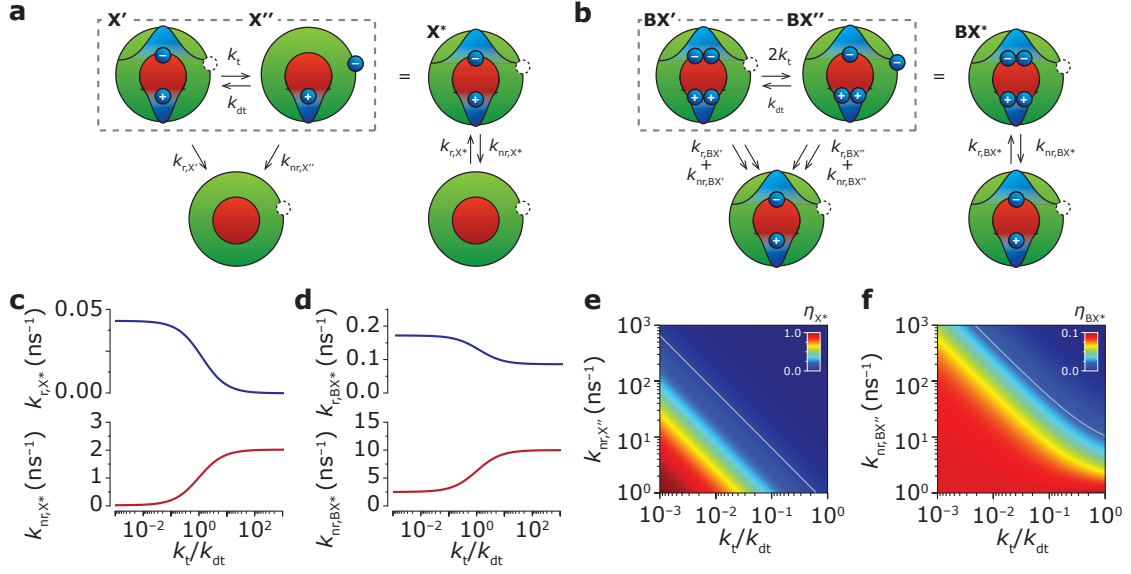 a
X′ X″ X*
− − −
+ + +
k_t
k_dt
=
k_r,X′ k_nr,X″
k_r,X* k_nr,X*
b
BX′ BX″ BX*
− − − − − −
+ + + + + +
2k_t
k_dt
=
k_r,BX′ + k_nr,BX′
k_r,BX″ + k_nr,BX″
k_r,BX* k_nr,BX*
− −
+ +
c
k_r,X* (ns⁻¹)
0.05
0.00
k_nr,X* (ns⁻¹)
3
2
1
0
10⁻² 10⁰ 10²
k_t/k_dt
d
k_r,BX* (ns⁻¹)
0.2
0.1
0.0
k_nr,BX* (ns⁻¹)
15
10
5
0
10⁻² 10⁰ 10²
k_t/k_dt
e
η_X*
1.0
0.0
k_nr,X″ (ns⁻¹)
10³
10²
10¹
10⁰
10⁻³ 10⁻² 10⁻¹ 10⁰
k_t/k_dt
f
η_BX*
0.1
0.0
k_nr,BX″ (ns⁻¹)
10³
10²
10¹
10⁰
10⁻³ 10⁻² 10⁻¹ 10⁰
k_t/k_dt